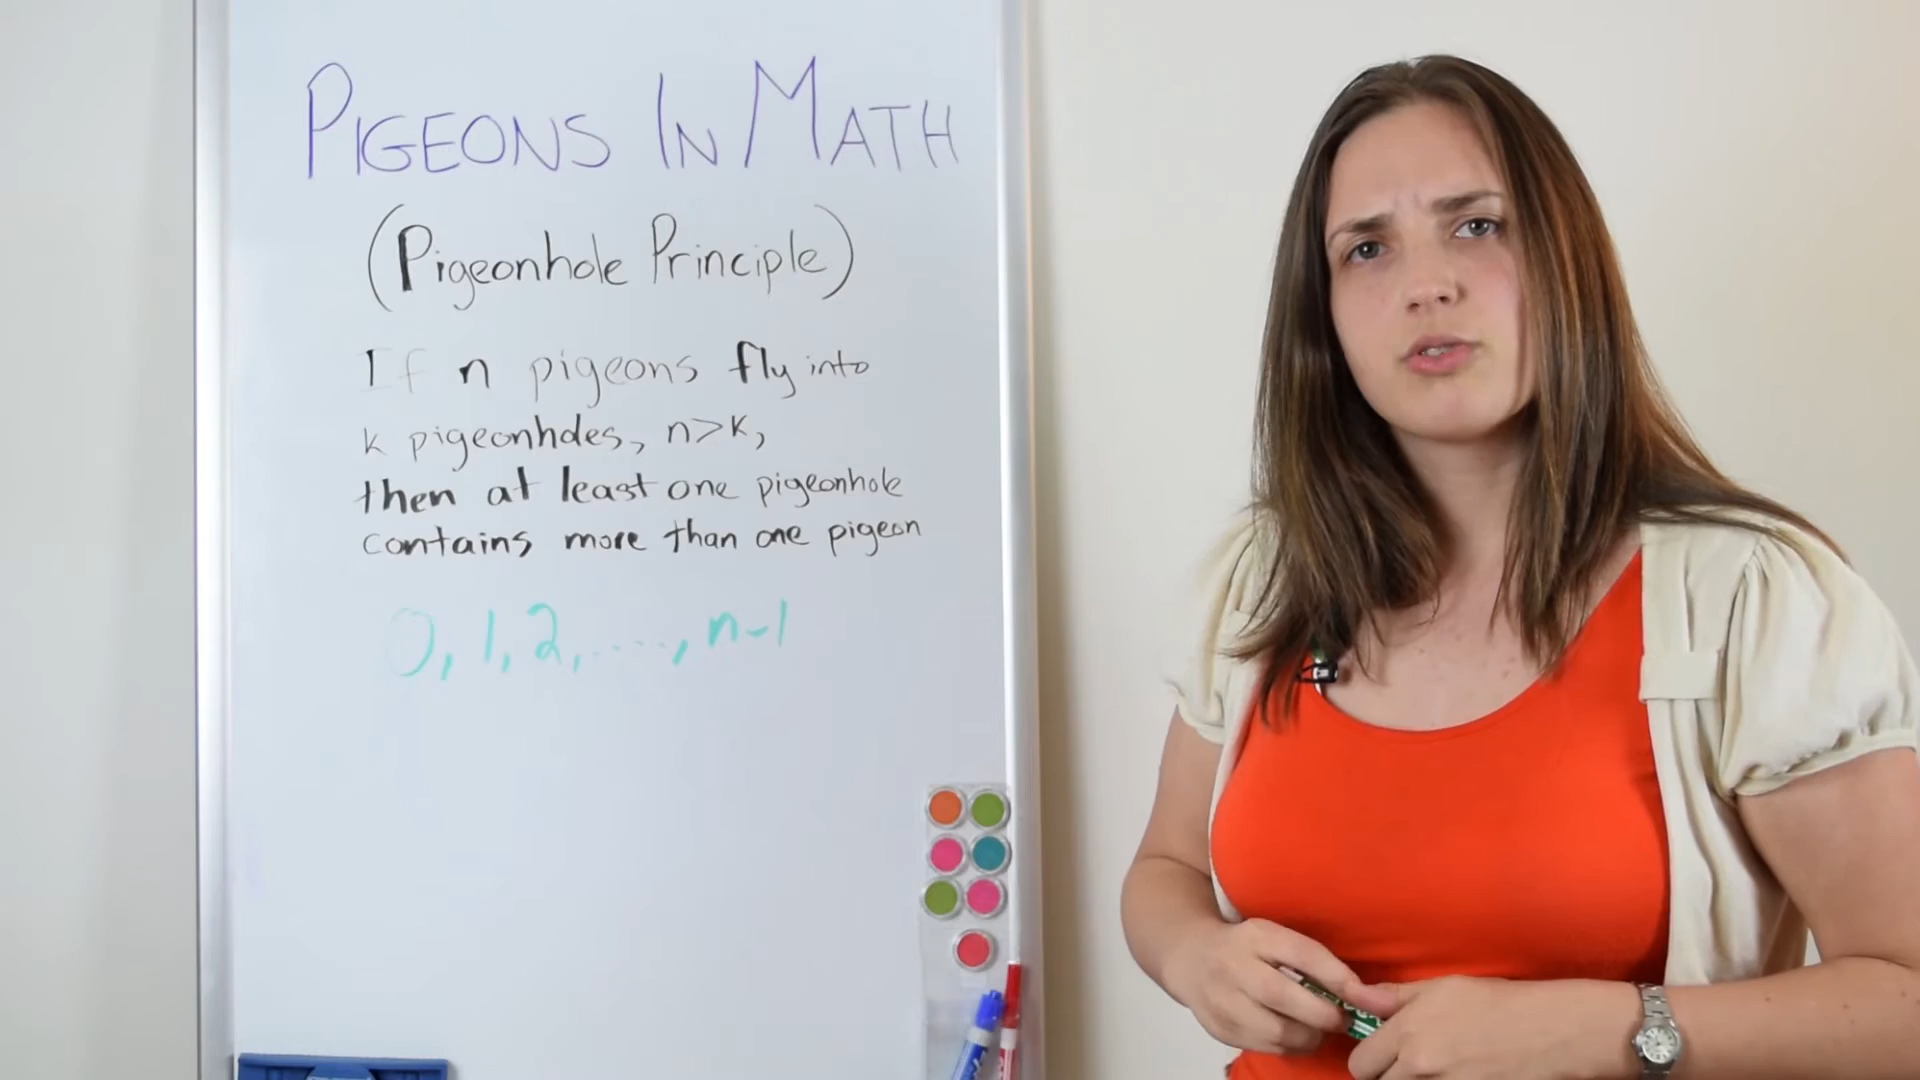 PIGEONS IN MATH
(Pigeonhole Principle)
If n pigeons fly into
k pigeonholes, n>k,
then at least one pigeonhole
contains more than one pigeon
0, 1, 2, ....., n-1